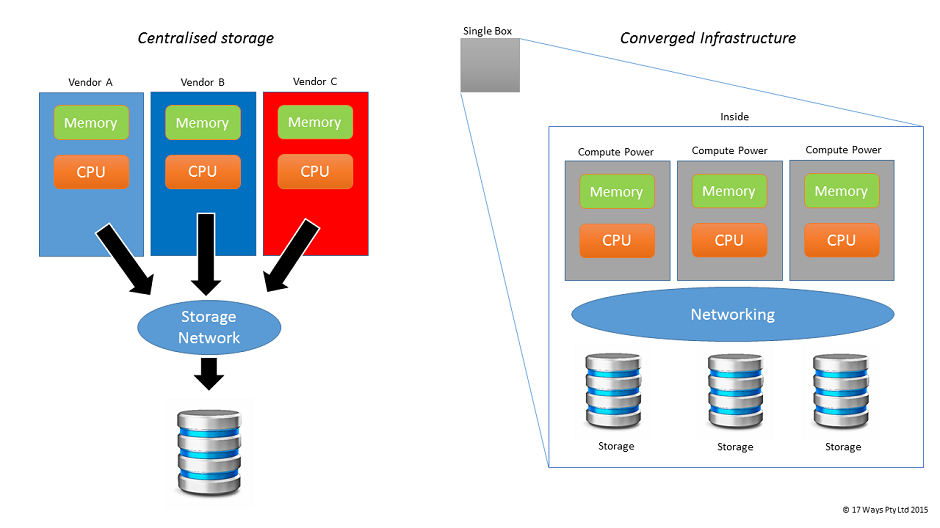 Centralised storage
Vendor A
Vendor B
Vendor C
Memory
Memory
Memory
CPU
CPU
CPU
Storage
Network
Single Box
Converged Infrastructure
Inside
Compute Power
Compute Power
Compute Power
Memory
Memory
Memory
CPU
CPU
CPU
Networking
Storage
Storage
Storage
© 17 Ways Pty Ltd 2015